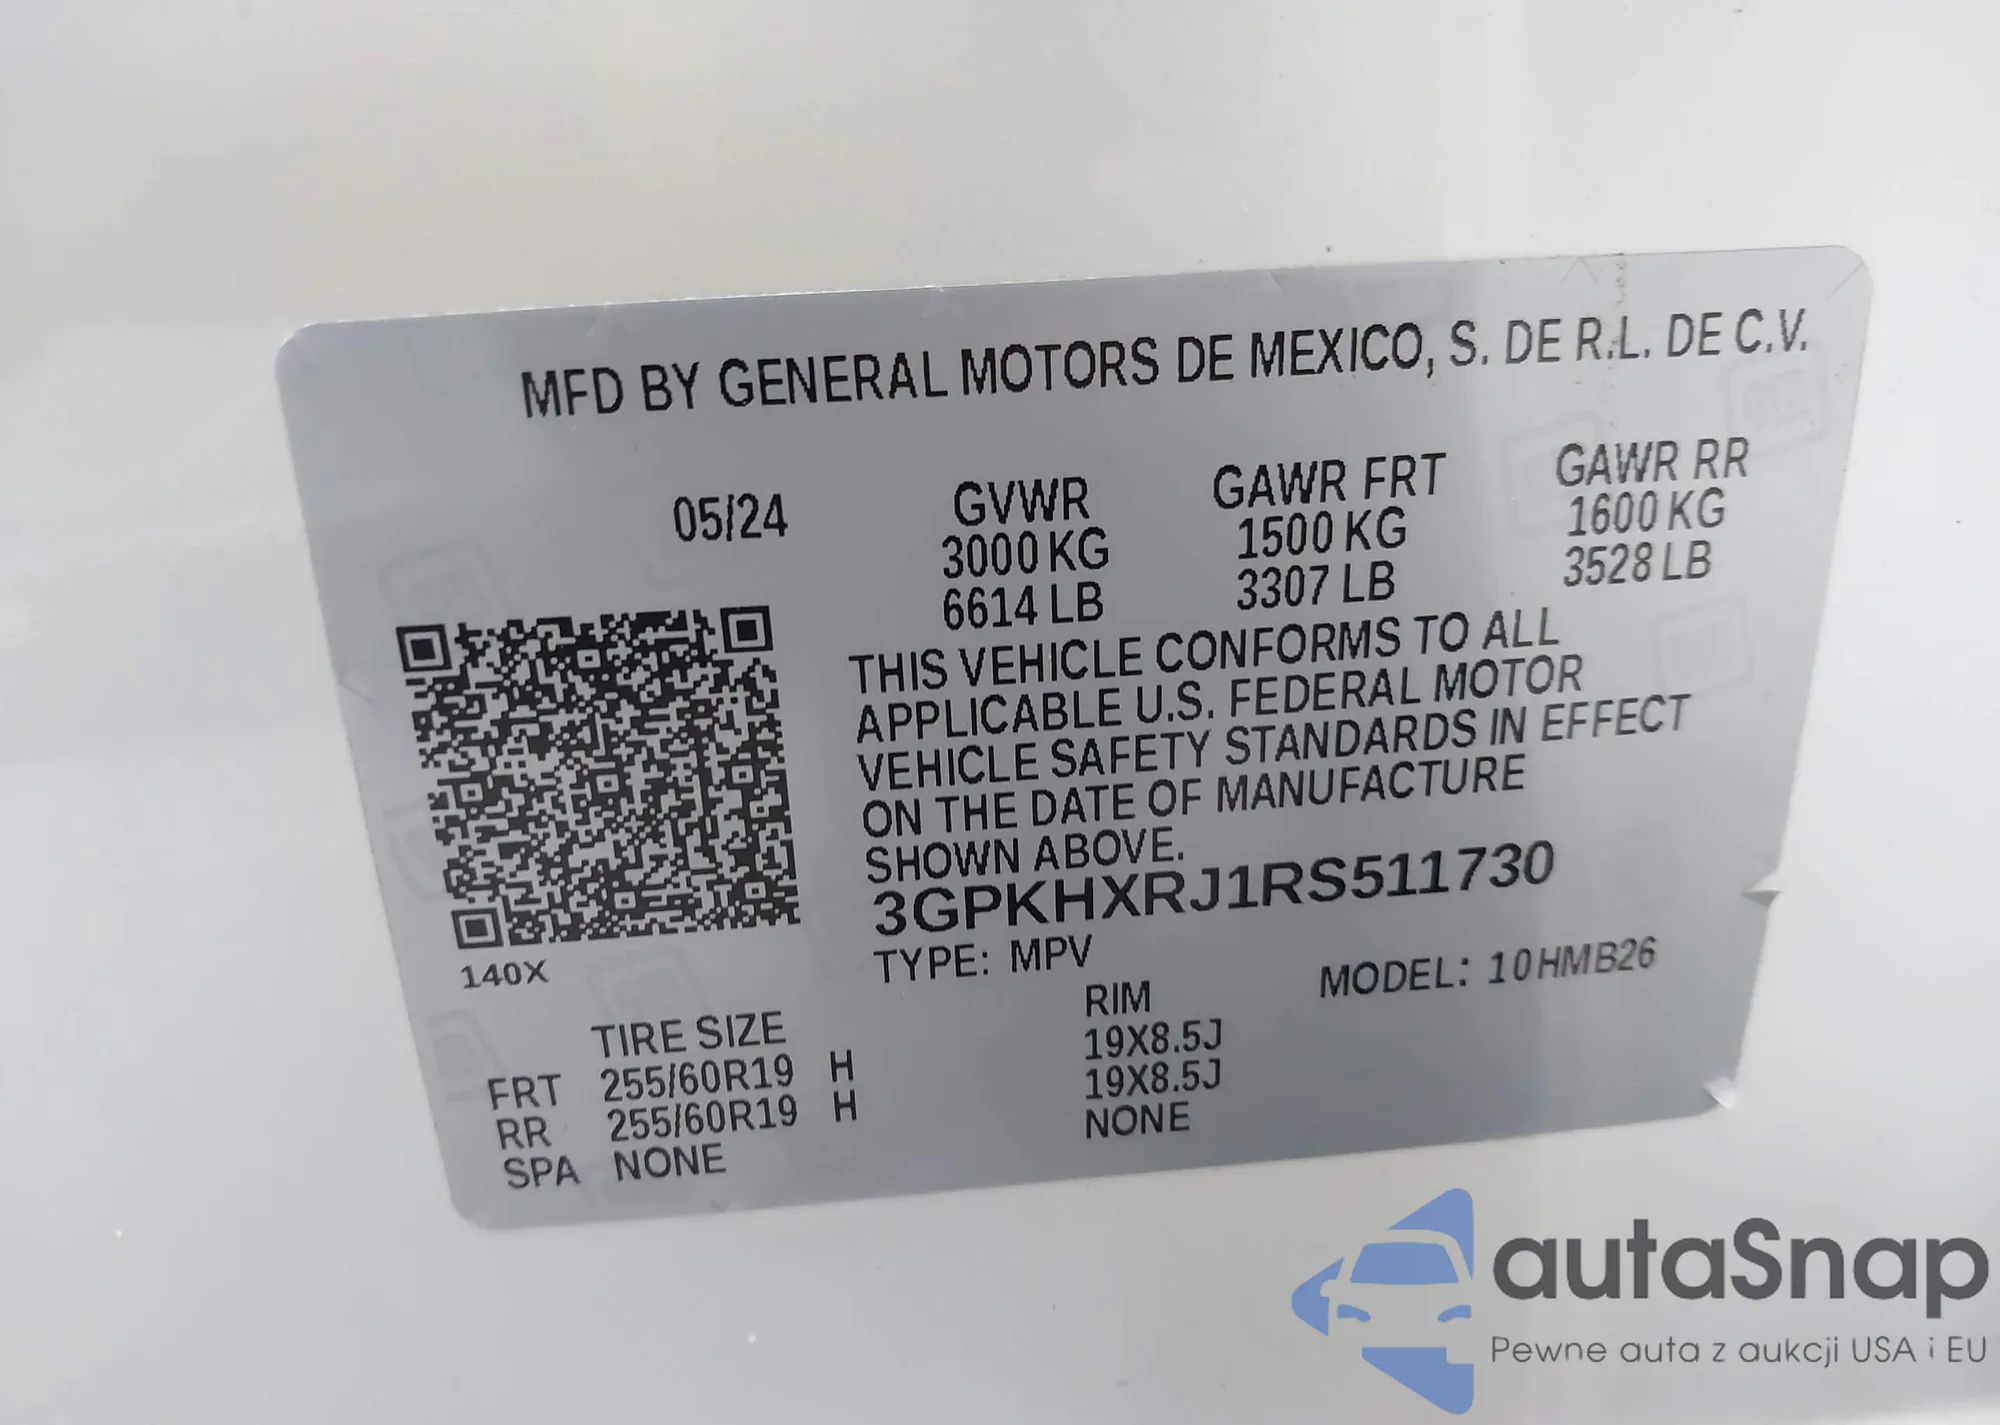 MFD BY GENERAL MOTORS DE MEXICO, S. DE R.L. DE C.V.
05/24 GVWR GAWR FRT GAWR RR
3000 KG 1500 KG 1600 KG
6614 LB 3307 LB 3528 LB
THIS VEHICLE CONFORMS TO ALL
APPLICABLE U.S. FEDERAL MOTOR
VEHICLE SAFETY STANDARDS IN EFFECT
ON THE DATE OF MANUFACTURE
SHOWN ABOVE.
3GPKHXRJ1RS511730
140X
TYPE: MPV MODEL: 10HMB26
TIRE SIZE RIM
FRT 255/60R19 H 19X8.5J
RR 255/60R19 H 19X8.5J
SPA NONE NONE
autaSnap
Pewne auta z aukcji USA i EU